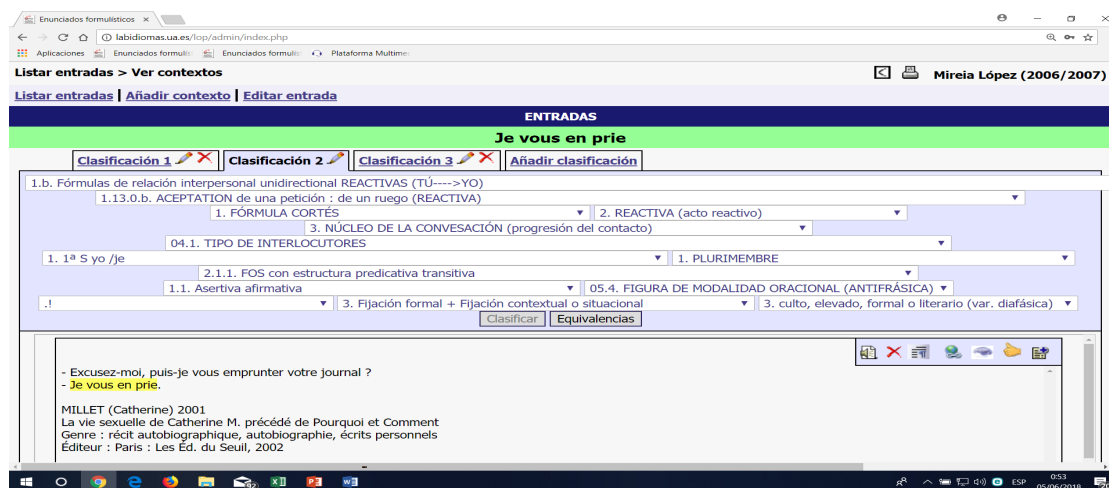 Enunciados formulísticos
labidiomas.ua.es/lop/admin/index.php
Aplicaciones Enunciados formulís Enunciados formulís Plataforma Multime
Listar entradas > Ver contextos
Mireia López (2006/2007)
Listar entradas | Añadir contexto | Editar entrada
ENTRADAS
Je vous en prie
Clasificación 1 Clasificación 2 Clasificación 3 Añadir clasificación
1.b. Fórmulas de relación interpersonal unidirectional REACTIVAS (TÚ---->YO)
1.13.0.b. ACEPTATION de una petición : de un ruego (REACTIVA)
1. FÓRMULA CORTÉS 2. REACTIVA (acto reactivo)
3. NÚCLEO DE LA CONVESACIÓN (progresión del contacto)
04.1. TIPO DE INTERLOCUTORES
1. 1ª S yo /je 1. PLURIMEMBRE
2.1.1. FOS con estructura predicativa transitiva
1.1. Asertiva afirmativa 05.4. FIGURA DE MODALIDAD ORACIONAL (ANTIFRÁSICA)
.! 3. Fijación formal + Fijación contextual o situacional 3. culto, elevado, formal o literario (var. diafásica)
Clasificar Equivalencias
- Excusez-moi, puis-je vous emprunter votre journal ?
- Je vous en prie.
MILLET (Catherine) 2001
La vie sexuelle de Catherine M. précédé de Pourquoi et Comment
Genre : récit autobiographique, autobiographie, écrits personnels
Éditeur : Paris : Les Éd. du Seuil, 2002
92
ESP
0:53
05/06/2018